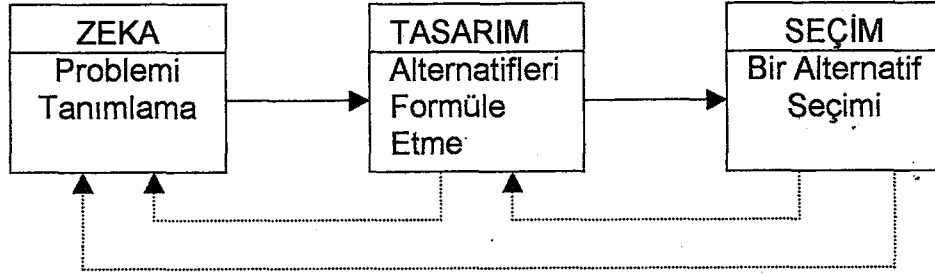 ZEKA
Problemi
Tanımlama
TASARIM
Alternatifleri
Formüle
Etme
SEÇİM
Bir Alternatif
Seçimi